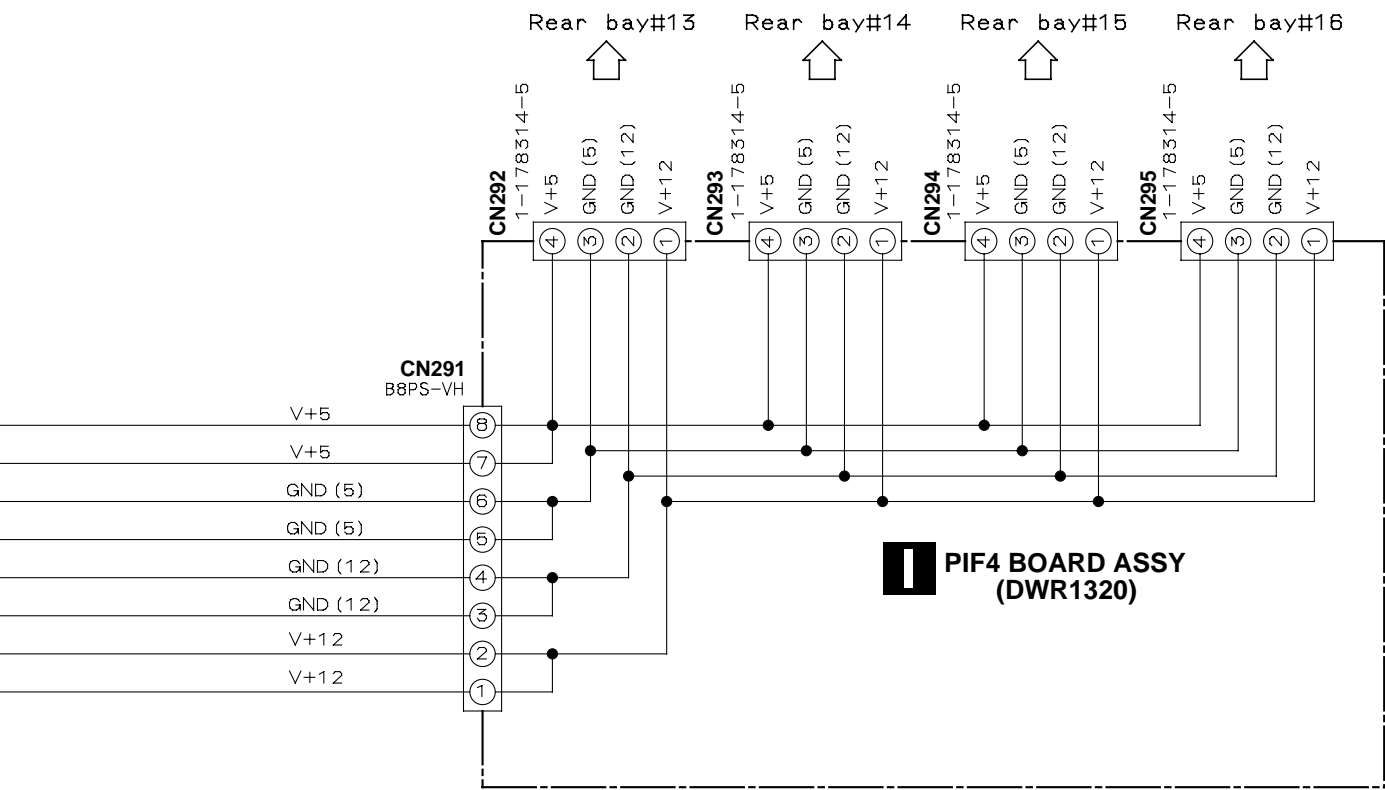 Rear bay#13 Rear bay#14 Rear bay#15 Rear bay#16
CN292
1-178314-5
V+5
GND (5)
GND (12)
V+12
4 3 2 1
CN293
1-178314-5
V+5
GND (5)
GND (12)
V+12
4 3 2 1
CN294
1-178314-5
V+5
GND (5)
GND (12)
V+12
4 3 2 1
CN295
1-178314-5
V+5
GND (5)
GND (12)
V+12
4 3 2 1
CN291
B8PS-VH
V+5 8
V+5 7
GND (5) 6
GND (5) 5
GND (12) 4
GND (12) 3
V+12 2
V+12 1
I PIF4 BOARD ASSY
(DWR1320)